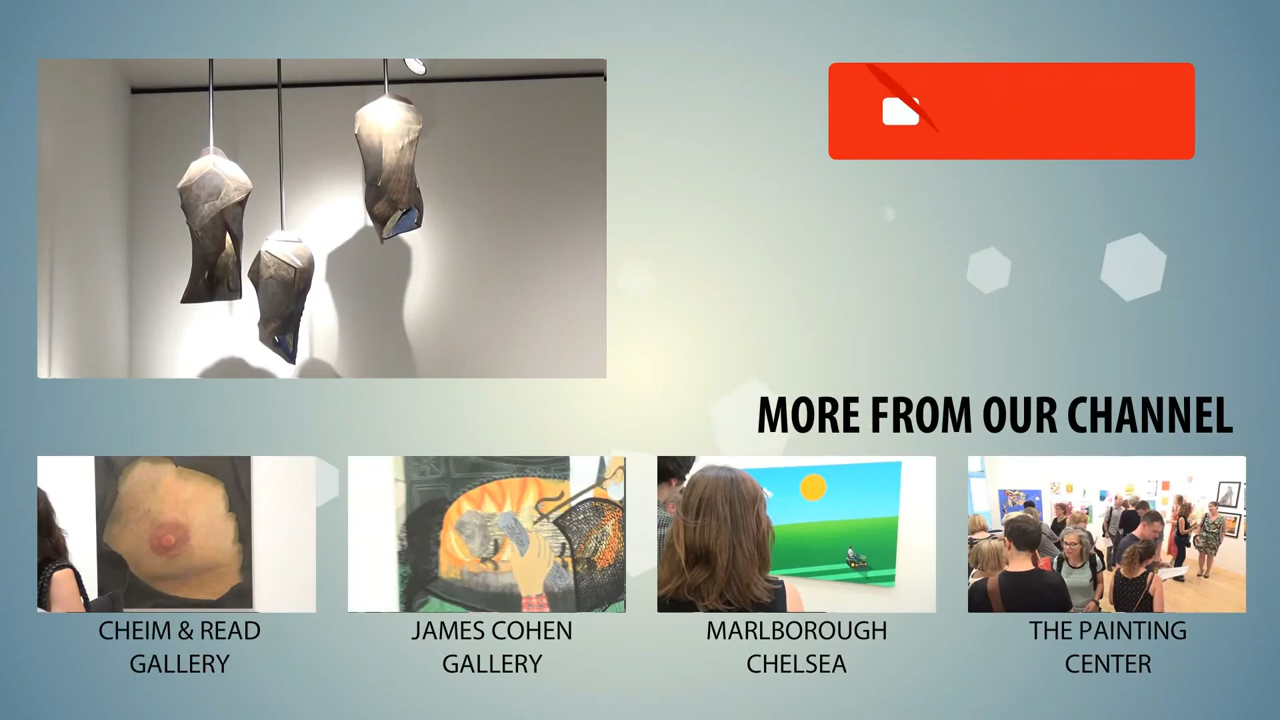 MORE FROM OUR CHANNEL
CHEIM & READ
GALLERY
JAMES COHEN
GALLERY
MARLBOROUGH
CHELSEA
THE PAINTING
CENTER